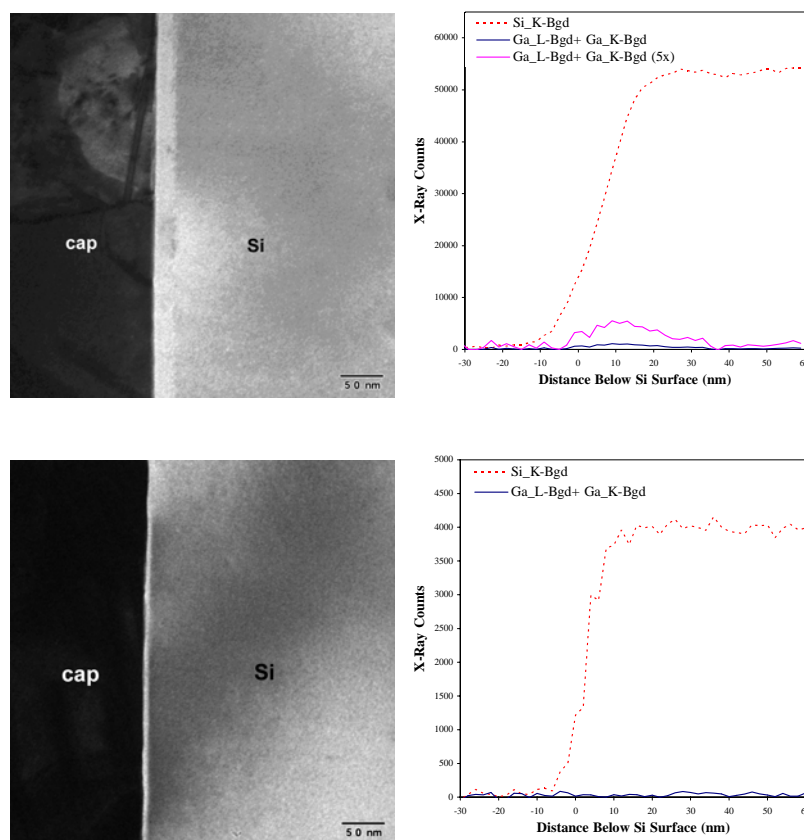 cap
Si
50 nm
Si_K-Bgd
Ga_L-Bgd+ Ga_K-Bgd
Ga_L-Bgd+ Ga_K-Bgd (5x)
X-Ray Counts
60000
50000
40000
30000
20000
10000
0
-30 -20 -10 0 10 20 30 40 50
Distance Below Si Surface (nm)
cap
Si
50 nm
Si_K-Bgd
Ga_L-Bgd+ Ga_K-Bgd
X-Ray Counts
5000
4500
4000
3500
3000
2500
2000
1500
1000
500
0
-30 -20 -10 0 10 20 30 40 50
Distance Below Si Surface (nm)